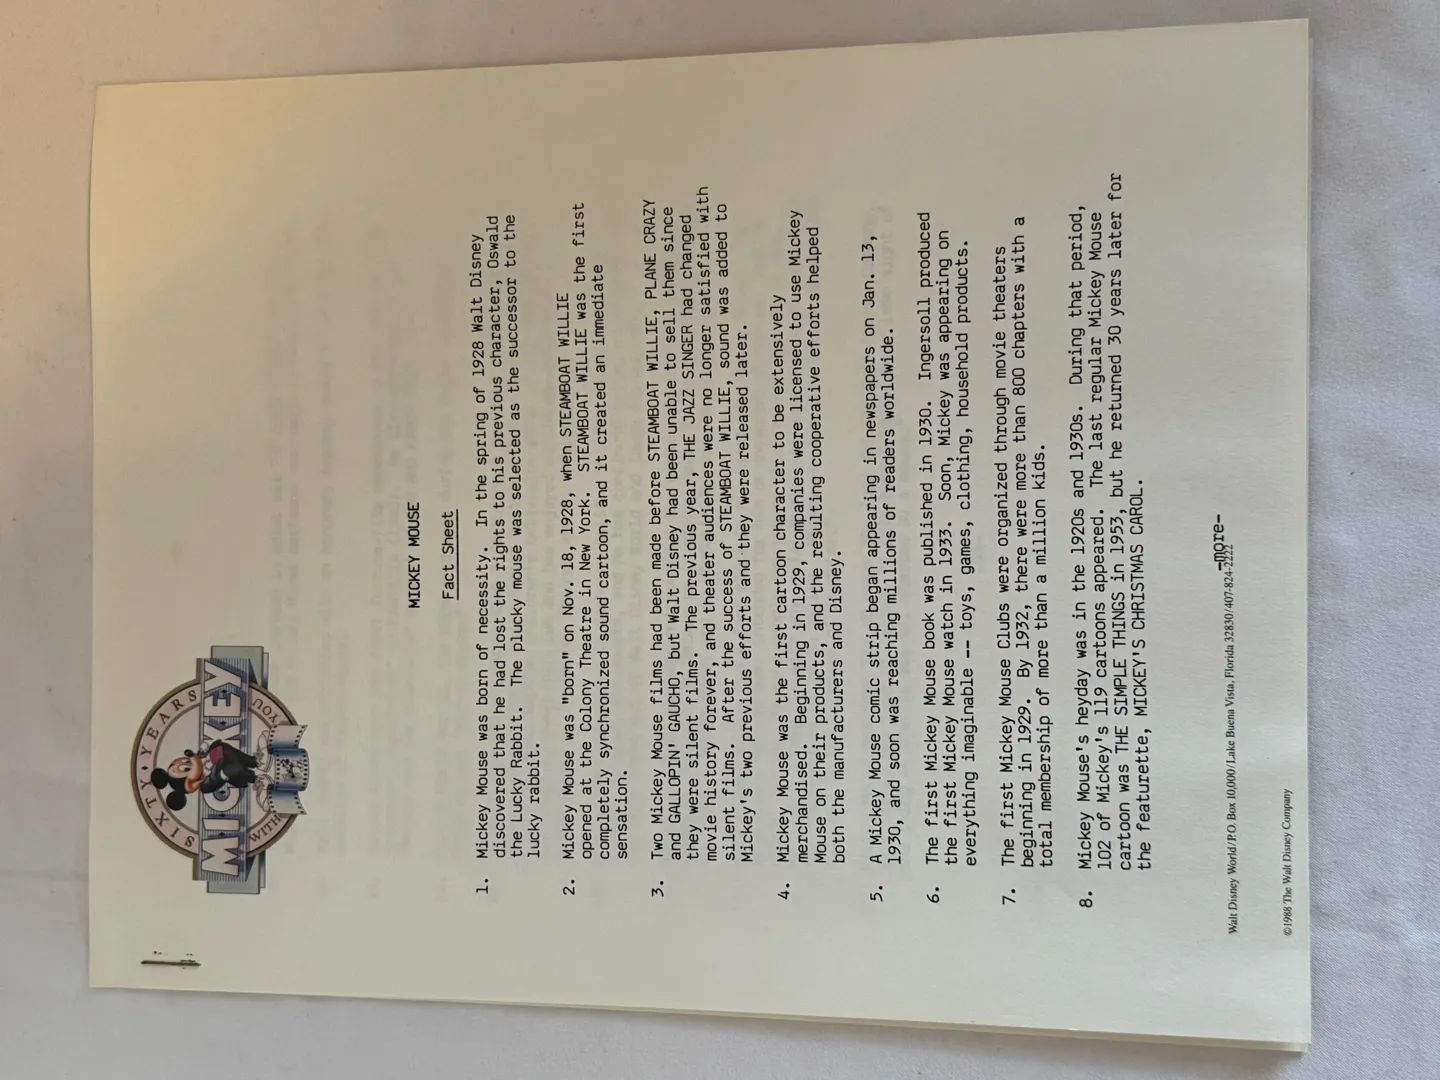 SIXTY•YEARS
MICKEY
WITH YOU
MICKEY MOUSE
Fact Sheet
1. Mickey Mouse was born of necessity. In the spring of 1928 Walt Disney
discovered that he had lost the rights to his previous character, Oswald
the Lucky Rabbit. The plucky mouse was selected as the successor to the
lucky rabbit.
2. Mickey Mouse was "born" on Nov. 18, 1928, when STEAMBOAT WILLIE
opened at the Colony Theatre in New York. STEAMBOAT WILLIE was the first
completely synchronized sound cartoon, and it created an immediate
sensation.
3. Two Mickey Mouse films had been made before STEAMBOAT WILLIE, PLANE CRAZY
and GALLOPIN' GAUCHO, but Walt Disney had been unable to sell them since
they were silent films. The previous year, THE JAZZ SINGER had changed
movie history forever, and theater audiences were no longer satisfied with
silent films. After the success of STEAMBOAT WILLIE, sound was added to
Mickey's two previous efforts and they were released later.
4. Mickey Mouse was the first cartoon character to be extensively
merchandised. Beginning in 1929, companies were licensed to use Mickey
Mouse on their products, and the resulting cooperative efforts helped
both the manufacturers and Disney.
5. A Mickey Mouse comic strip began appearing in newspapers on Jan. 13,
1930, and soon was reaching millions of readers worldwide.
6. The first Mickey Mouse book was published in 1930. Ingersoll produced
the first Mickey Mouse watch in 1933. Soon, Mickey was appearing on
everything imaginable -- toys, games, clothing, household products.
7. The first Mickey Mouse Clubs were organized through movie theaters
beginning in 1929. By 1932, there were more than 800 chapters with a
total membership of more than a million kids.
8. Mickey Mouse's heyday was in the 1920s and 1930s. During that period,
102 of Mickey's 119 cartoons appeared. The last regular Mickey Mouse
cartoon was THE SIMPLE THINGS in 1953, but he returned 30 years later for
the featurette, MICKEY'S CHRISTMAS CAROL.
-more-
Walt Disney World/P.O. Box 10,000/Lake Buena Vista, Florida 32830/407-824-2222
©1988 The Walt Disney Company